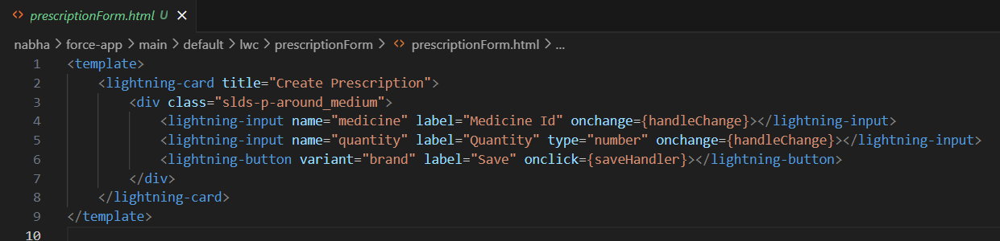 prescriptionForm.html U ×
nabha > force-app > main > default > lwc > prescriptionForm > <> prescriptionForm.html > ...
1 <template>
2 <lightning-card title="Create Prescription">
3 <div class="slds-p-around_medium">
4 <lightning-input name="medicine" label="Medicine Id" onchange={handleChange}></lightning-input>
5 <lightning-input name="quantity" label="Quantity" type="number" onchange={handleChange}></lightning-input>
6 <lightning-button variant="brand" label="Save" onclick={saveHandler}></lightning-button>
7 </div>
8 </lightning-card>
9 </template>
10